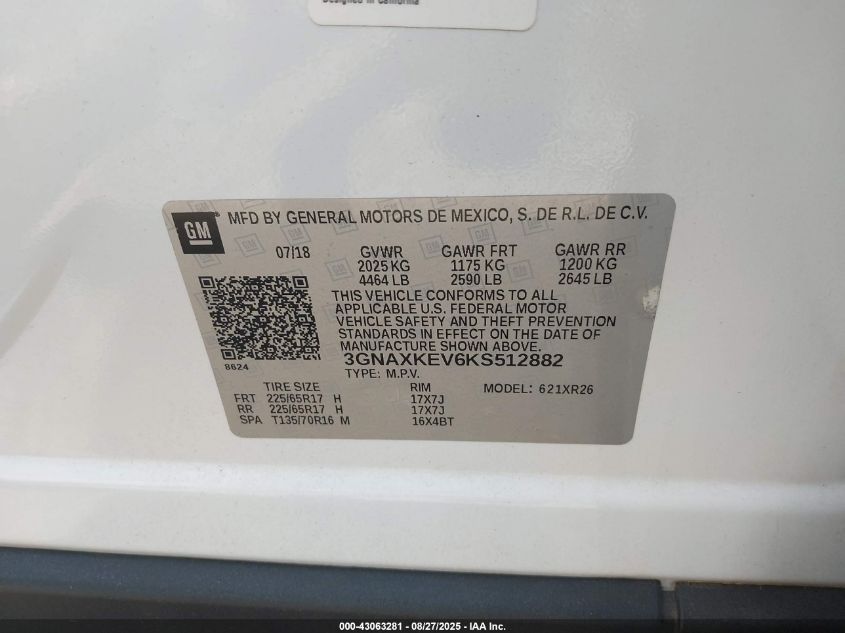 Designed in California
GM
MFD BY GENERAL MOTORS DE MEXICO, S. DE R.L. DE C.V.
07/18 GVWR GAWR FRT GAWR RR
2025 KG 1175 KG 1200 KG
4464 LB 2590 LB 2645 LB
THIS VEHICLE CONFORMS TO ALL
APPLICABLE U.S. FEDERAL MOTOR
VEHICLE SAFETY AND THEFT PREVENTION
STANDARDS IN EFFECT ON THE DATE OF
MANUFACTURE SHOWN ABOVE.
3GNAXKEV6KS512882
8624 TYPE: M.P.V.
TIRE SIZE RIM MODEL: 621XR26
FRT 225/65R17 H 17X7J
RR 225/65R17 H 17X7J
SPA T135/70R16 M 16X4BT
000-43063281 - 08/27/2025 - IAA Inc.